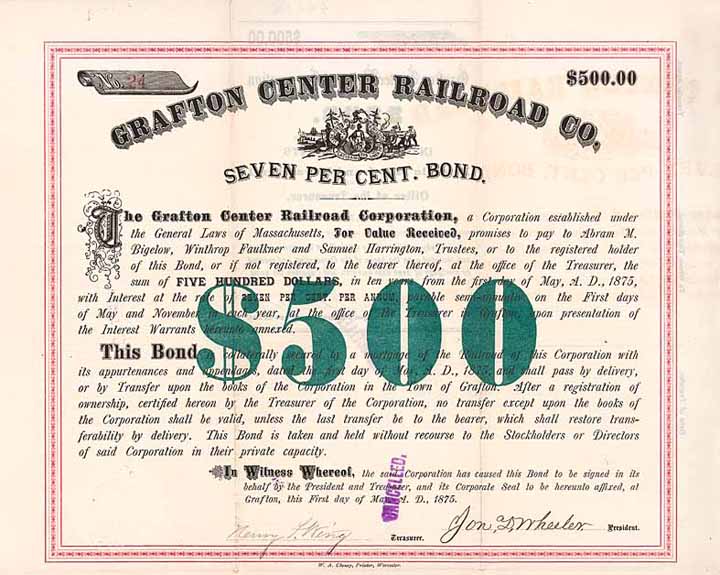 No. 24
$500.00
GRAFTON CENTER RAILROAD CO.
SEVEN PER CENT. BOND.
The Grafton Center Railroad Corporation, a Corporation established under
the General Laws of Massachusetts, For Value Received, promises to pay to Abram M.
Bigelow, Winthrop Faulkner and Samuel Harrington, Trustees, or to the registered holder
of this Bond, or if not registered, to the bearer thereof, at the office of the Treasurer, the
sum of FIVE HUNDRED DOLLARS, in ten years from the first day of May, A. D., 1875,
with Interest at the rate of SEVEN PER CENT. PER ANNUM, payable semi-annually on the First days
of May and November in each year, at the office of the Treasurer in Grafton, upon presentation of
the Interest Warrants hereunto annexed.
$500
This Bond is collaterally secured by a mortgage of the Railroad of this Corporation with
its appurtenances and appendages, dated the first day of May, A. D., 1875, and shall pass by delivery,
or by Transfer upon the books of the Corporation in the Town of Grafton. After a registration of
ownership, certified hereon by the Treasurer of the Corporation, no transfer except upon the books of
the Corporation shall be valid, unless the last transfer be to the bearer, which shall restore trans-
ferability by delivery. This Bond is taken and held without recourse to the Stockholders or Directors
of said Corporation in their private capacity.
In Witness Whereof, the said Corporation has caused this Bond to be signed in its
behalf by the President and Treasurer, and its Corporate Seal to be hereunto affixed, at
Grafton, this First day of May, A. D., 1875.
CANCELLED.
Henry F. Wing Treasurer.
Jon. D. Wheeler President.
W. A. Cheney, Printer, Worcester.